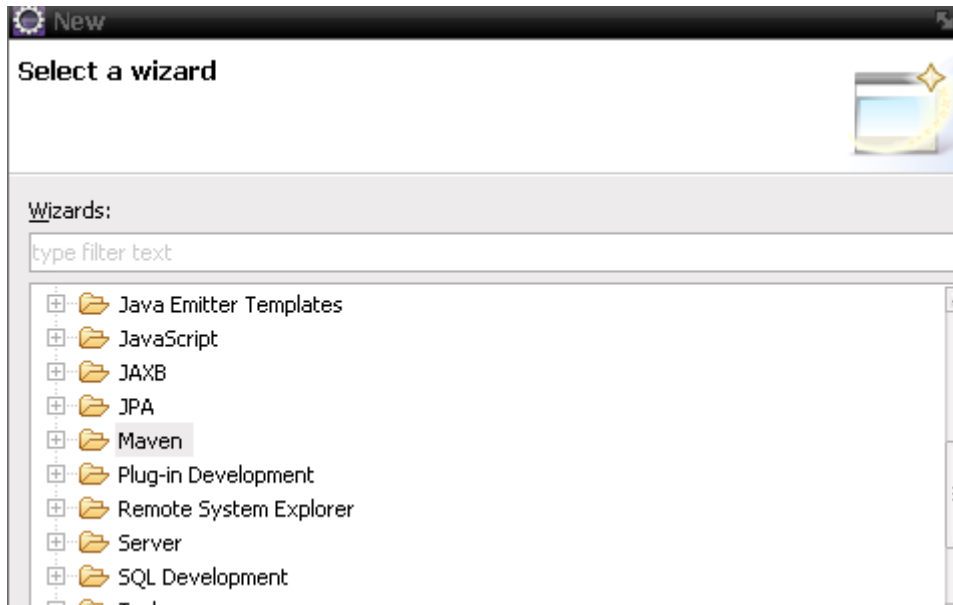 New
Select a wizard
Wizards:
type filter text
Java Emitter Templates
JavaScript
JAXB
JPA
Maven
Plug-in Development
Remote System Explorer
Server
SQL Development